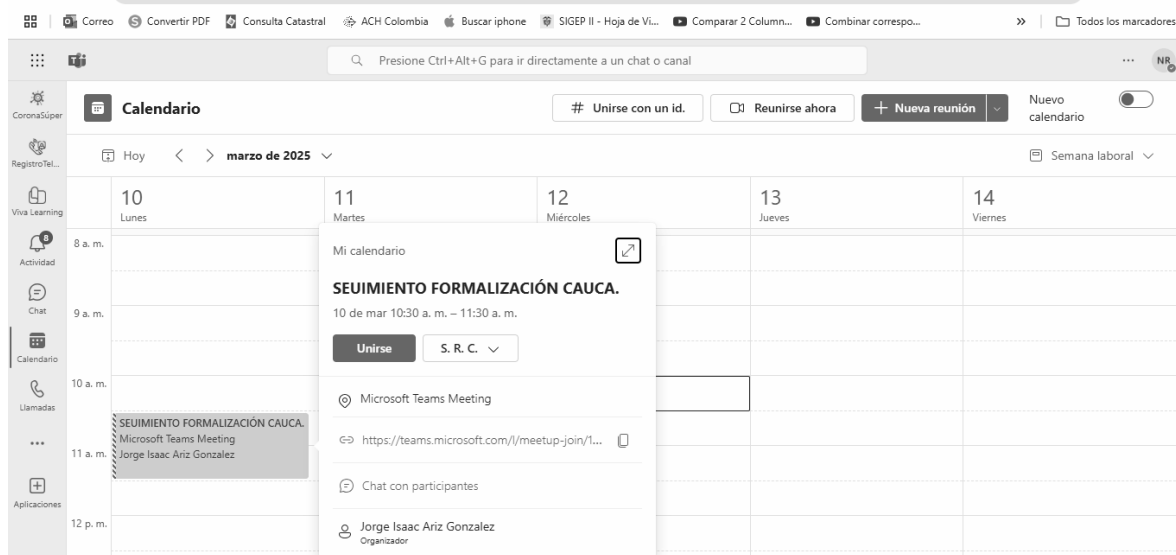 Correo Convertir PDF Consulta Catastral ACH Colombia Buscar iphone SIGEP II - Hoja de Vi... Comparar 2 Column... Combinar correspo... » Todos los marcadores
Presione Ctrl+Alt+G para ir directamente a un chat o canal ... NR
CoronaSúper
RegistroTel...
Viva Learning
8
Actividad
Chat
Calendario
Llamadas
...
Aplicaciones
Calendario # Unirse con un id. Reunirse ahora + Nueva reunión Nuevo calendario
Hoy < > marzo de 2025 Semana laboral
10 11 12 13 14
Lunes Martes Miércoles Jueves Viernes
8 a. m.
9 a. m.
10 a. m.
11 a. m.
12 p. m.
SEUIMIENTO FORMALIZACIÓN CAUCA.
Microsoft Teams Meeting
Jorge Isaac Ariz Gonzalez
Mi calendario
SEUIMIENTO FORMALIZACIÓN CAUCA.
10 de mar 10:30 a. m. – 11:30 a. m.
Unirse S. R. C.
Microsoft Teams Meeting
https://teams.microsoft.com/l/meetup-join/1...
Chat con participantes
Jorge Isaac Ariz Gonzalez
Organizador